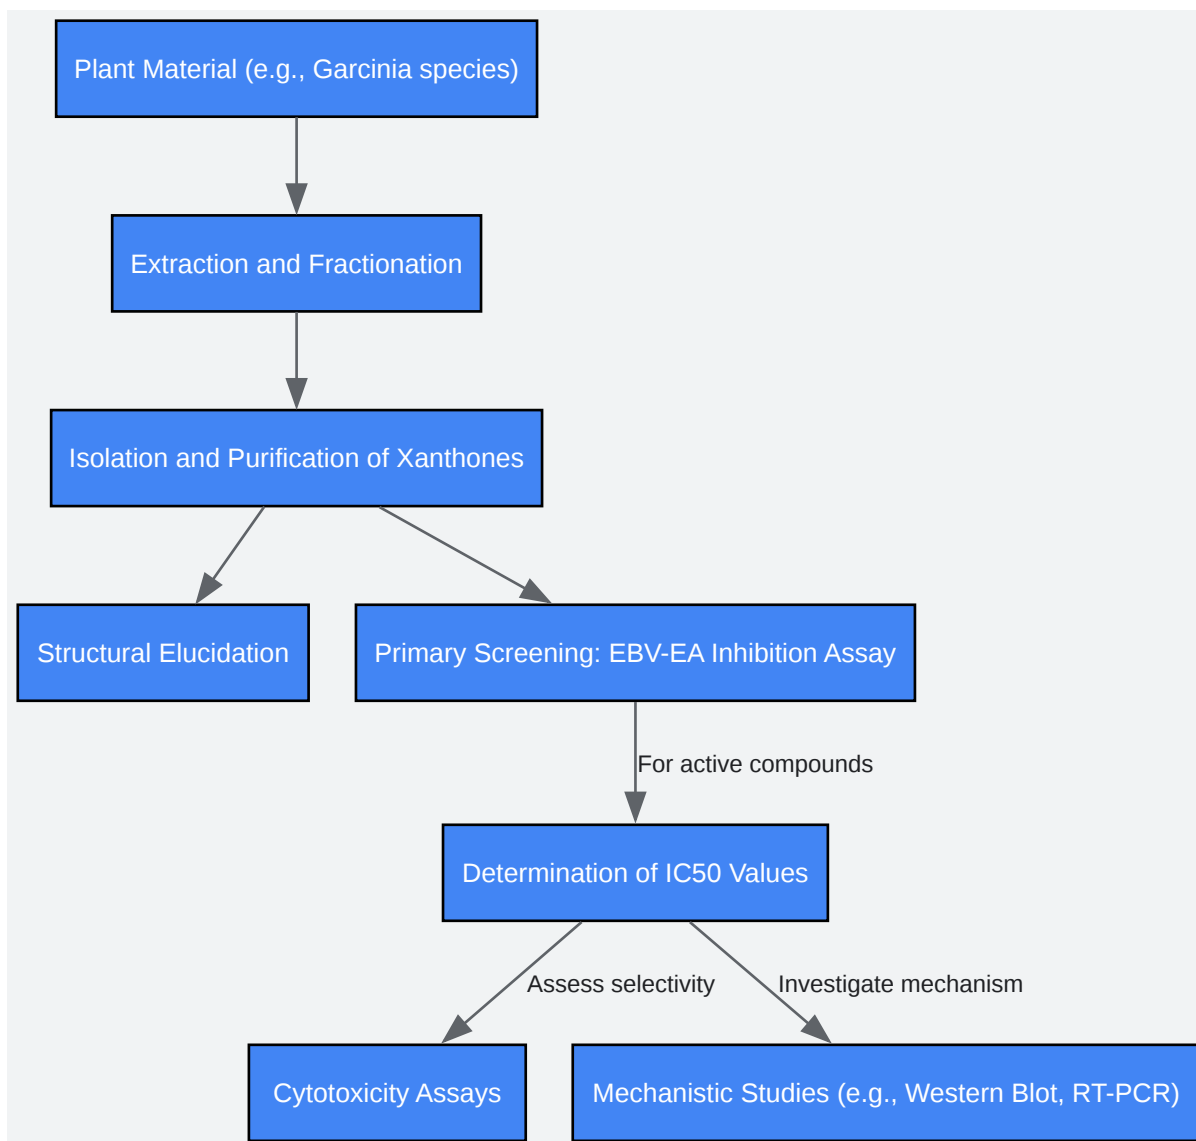 Plant Material (e.g., Garcinia species)
Extraction and Fractionation
Isolation and Purification of Xanthones
Structural Elucidation
Primary Screening: EBV-EA Inhibition Assay
For active compounds
Determination of IC50 Values
Assess selectivity
Investigate mechanism
Cytotoxicity Assays
Mechanistic Studies (e.g., Western Blot, RT-PCR)